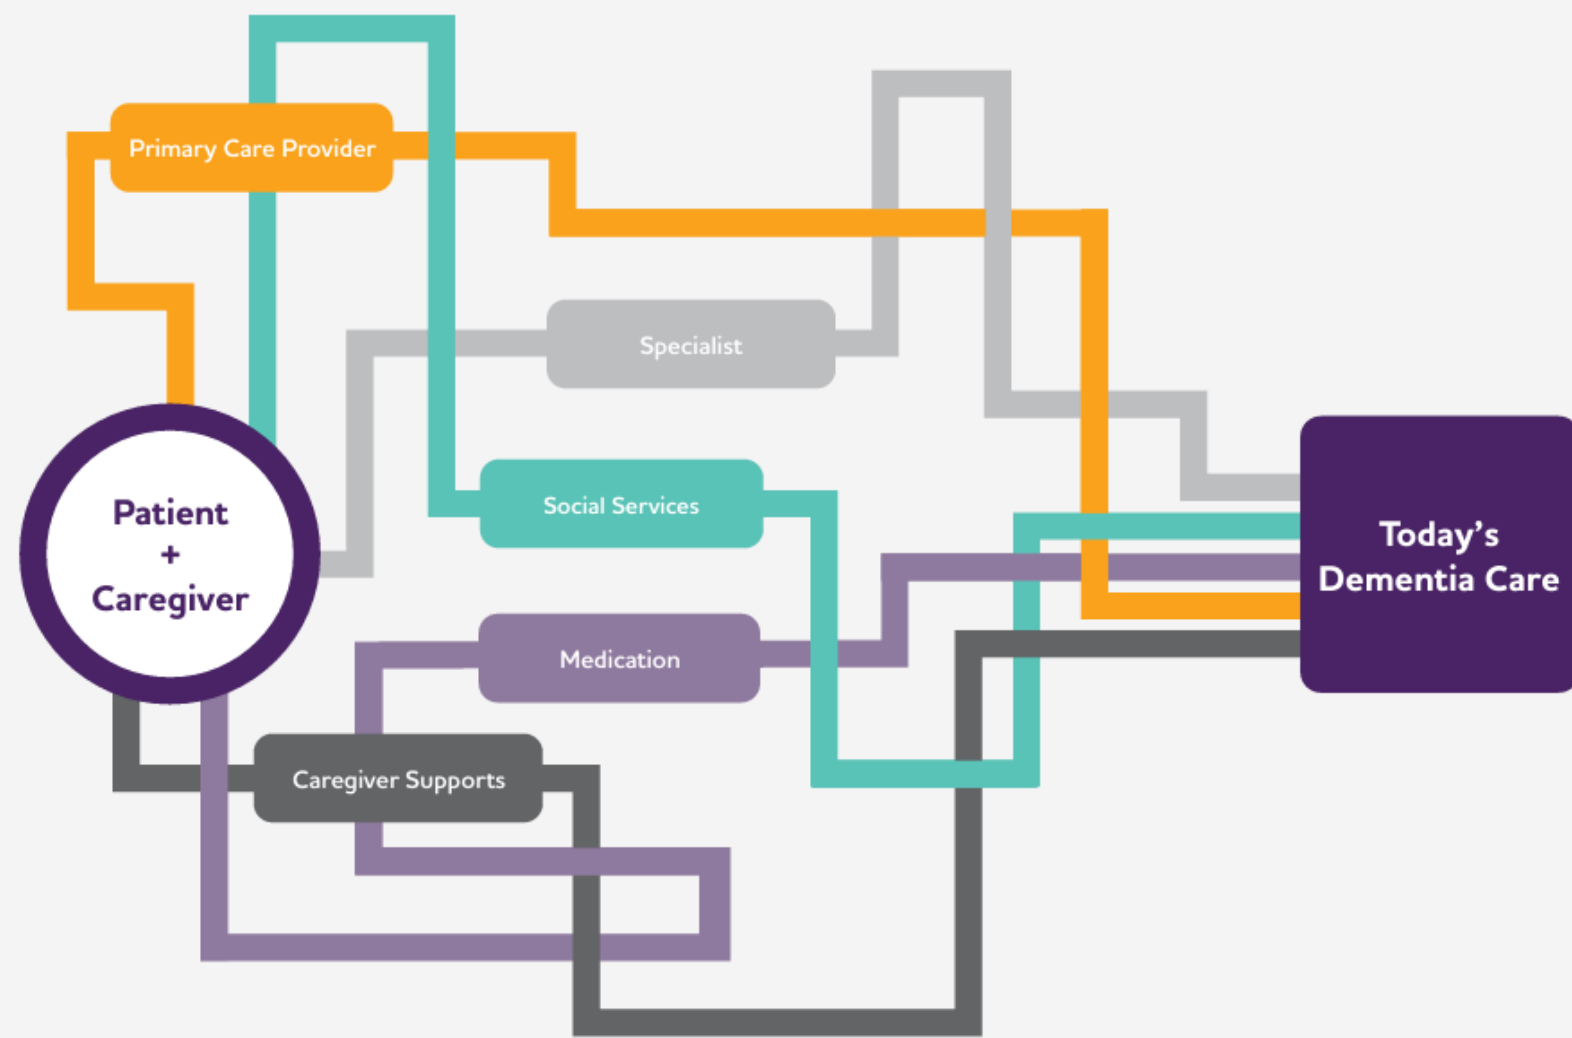 Primary Care Provider
Specialist
Social Services
Patient
+
Caregiver
Today’s
Dementia Care
Medication
Caregiver Supports